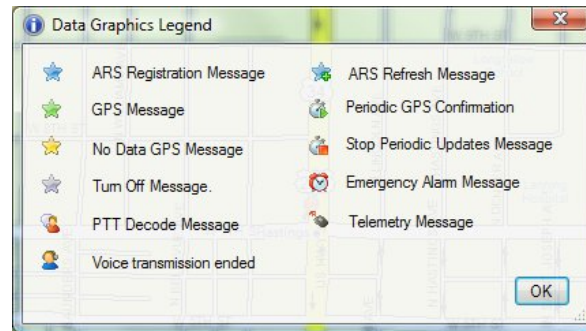 Data Graphics Legend
ARS Registration Message
ARS Refresh Message
GPS Message
Periodic GPS Confirmation
No Data GPS Message
Stop Periodic Updates Message
Turn Off Message.
Emergency Alarm Message
PTT Decode Message
Telemetry Message
Voice transmission ended
OK